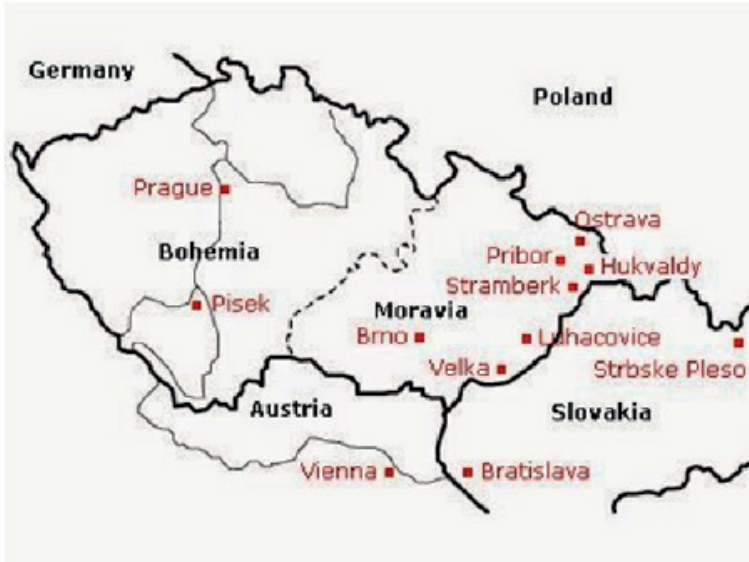 Germany
Poland
Prague
Ostrava
Bohemia
Pribor
Hukvaldy
Stramberk
Pisek
Moravia
Brno
Luhacovice
Velka
Strbske Pleso
Austria
Slovakia
Vienna
Bratislava